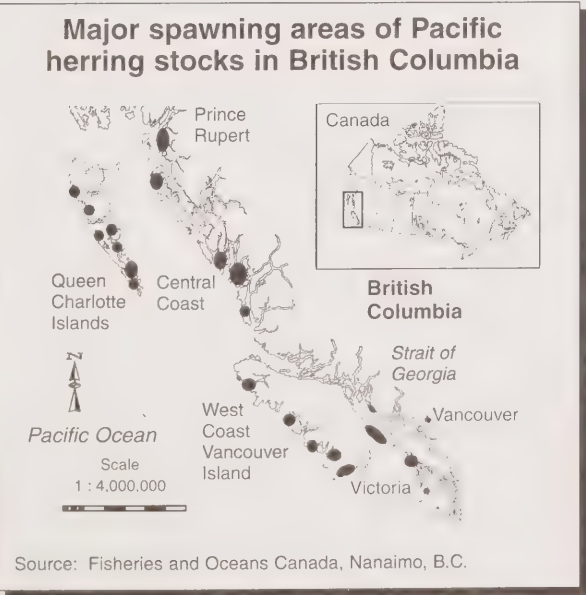 Major spawning areas of Pacific
herring stocks in British Columbia
Prince
Rupert
Canada
Queen
Charlotte
Islands
Central
Coast
British
Columbia
Strait of
Georgia
N
Vancouver
West
Coast
Vancouver
Island
Pacific Ocean
Scale
1 : 4,000,000
Victoria
Source: Fisheries and Oceans Canada, Nanaimo, B.C.